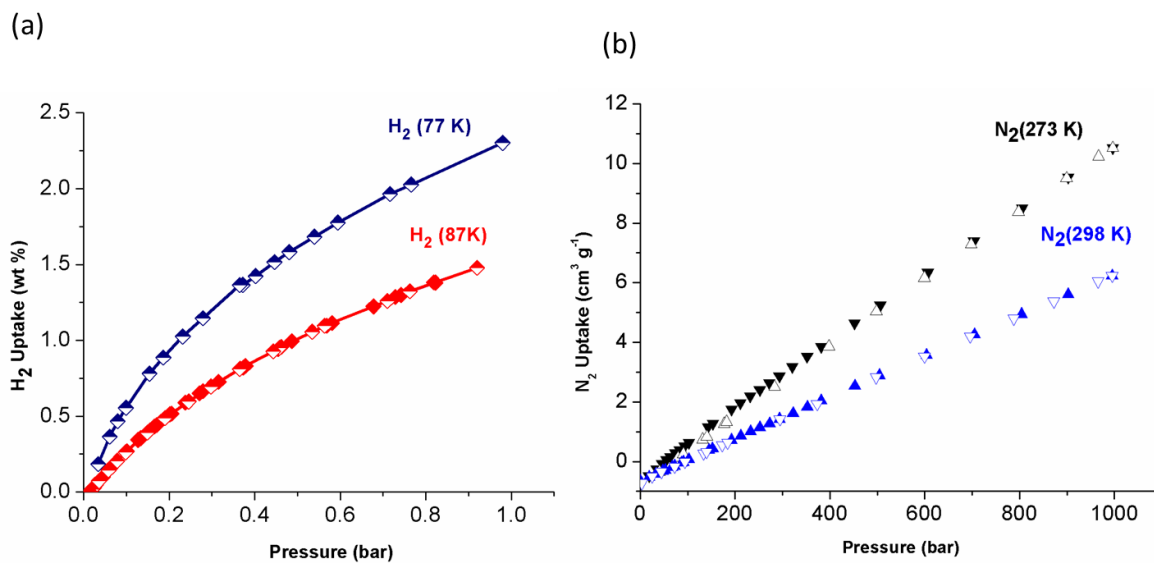 (a)
(b)
H₂ Uptake (wt %)
2.5
2.0
1.5
1.0
0.5
0.0
H₂ (77 K)
H₂ (87K)
0.0 0.2 0.4 0.6 0.8 1.0
Pressure (bar)
N₂ Uptake (cm³ g⁻¹)
12
10
8
6
4
2
0
N₂(273 K)
N₂(298 K)
0 200 400 600 800 1000
Pressure (bar)